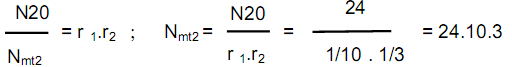 N20 / Nmt2 = r 1.r2 ; Nmt2 = N20 / r 1.r2 = 24 / 1/10 . 1/3 = 24.10.3